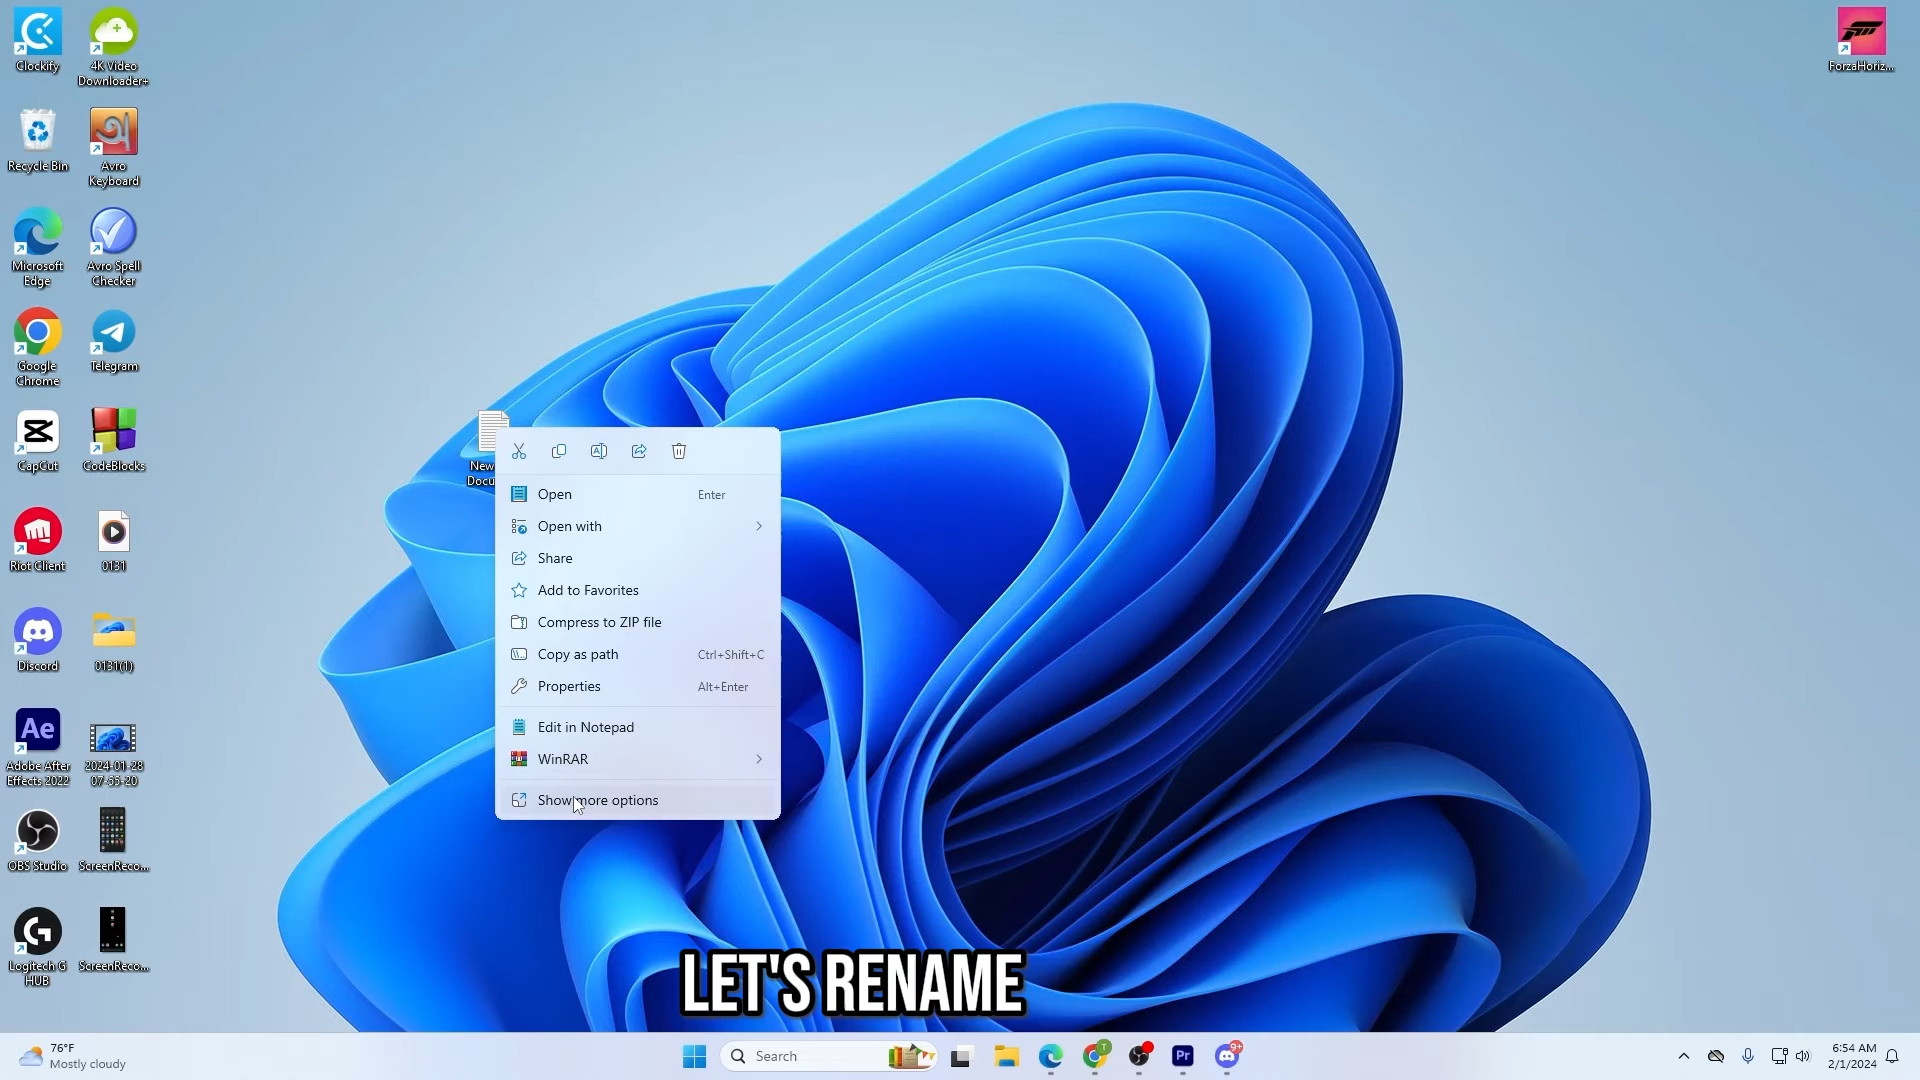 Clockify
4K Video
Downloader+
ForzaHoriz...
Recycle Bin
Avro
Keyboard
Microsoft
Edge
Avro Spell
Checker
Google
Chrome
Telegram
CapCut
CodeBlocks
New
Docu
Riot Client
0131
Discord
0131(1)
Ae
Adobe After
Effects 2022
2024-01-28
07-55-20
OBS Studio
ScreenReco...
Logitech G
HUB
ScreenReco...
Open Enter
Open with
Share
Add to Favorites
Compress to ZIP file
Copy as path Ctrl+Shift+C
Properties Alt+Enter
Edit in Notepad
WinRAR
Show more options
LET'S RENAME
76°F
Mostly cloudy
Search
T
Pr
9+
6:54 AM
2/1/2024